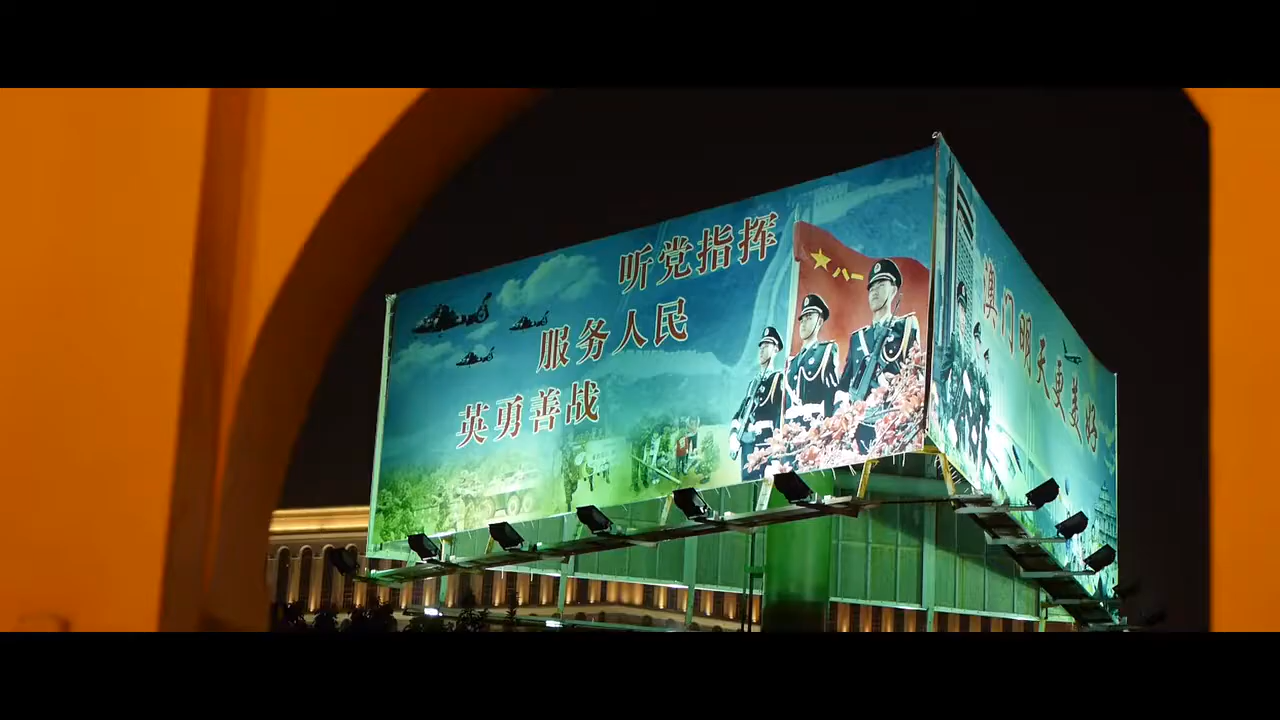 听党指挥
服务人民
英勇善战
八一
澳门明天更美好